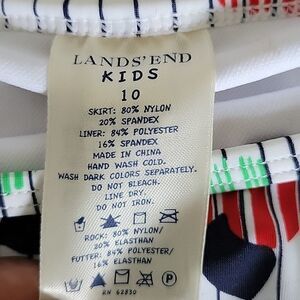 LANDS' END
KIDS
10
SKIRT: 80% NYLON
20% SPANDEX
LINER: 84% POLYESTER
16% SPANDEX
MADE IN CHINA
HAND WASH COLD.
WASH DARK COLORS SEPARATELY.
DO NOT BLEACH.
LINE DRY.
DO NOT IRON.
ROCK: 80% NYLON/
20% ELASTHAN
FUTTER: 84% POLYESTER/
16% ELASTHAN
RN 62830